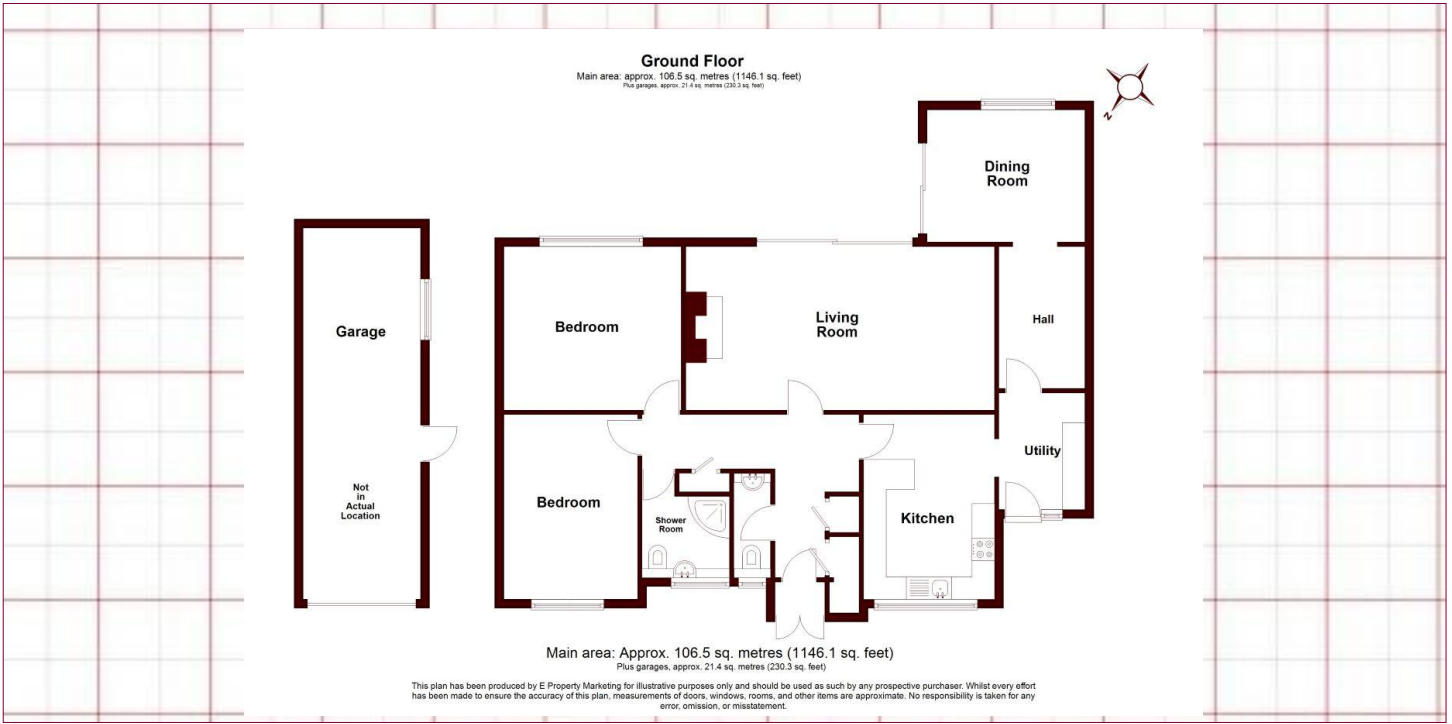 Ground Floor
Main area: approx. 106.5 sq. metres (1146.1 sq. feet)
Plus garages, approx. 21.4 sq. metres (230.3 sq. feet)
N
Dining
Room
Garage
Bedroom
Living
Room
Hall
Utility
Not
in
Actual
Location
Bedroom
Shower
Room
Kitchen
Main area: Approx. 106.5 sq. metres (1146.1 sq. feet)
Plus garages, approx. 21.4 sq. metres (230.3 sq. feet)
This plan has been produced by E Property Marketing for illustrative purposes only and should be used as such by any prospective purchaser. Whilst every effort
has been made to ensure the accuracy of this plan, measurements of doors, windows, rooms, and other items are approximate. No responsibility is taken for any
error, omission, or misstatement.